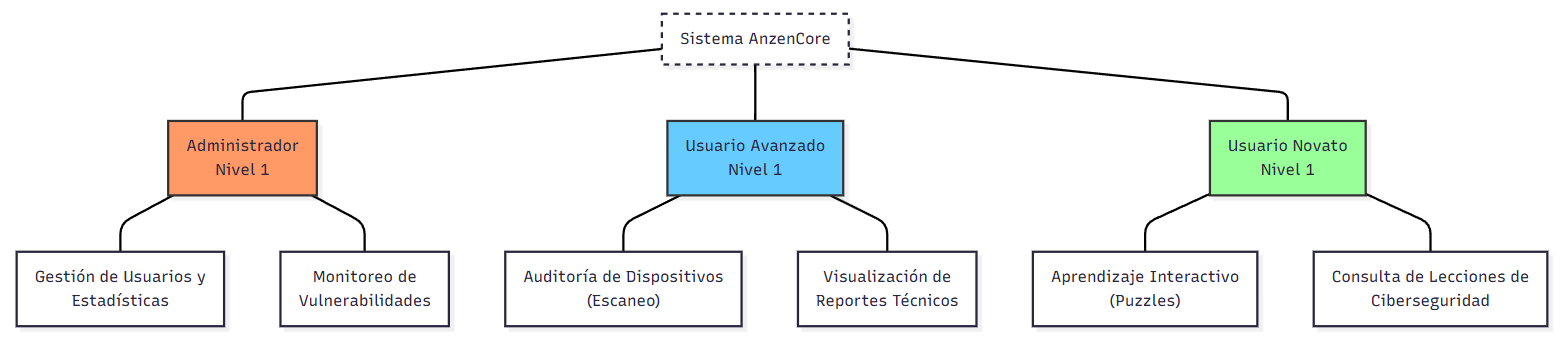 Sistema AnzenCore
Administrador
Nivel 1
Usuario Avanzado
Nivel 1
Usuario Novato
Nivel 1
Gestión de Usuarios y
Estadísticas
Monitoreo de
Vulnerabilidades
Auditoría de Dispositivos
(Escaneo)
Visualización de
Reportes Técnicos
Aprendizaje Interactivo
(Puzzles)
Consulta de Lecciones de
Ciberseguridad